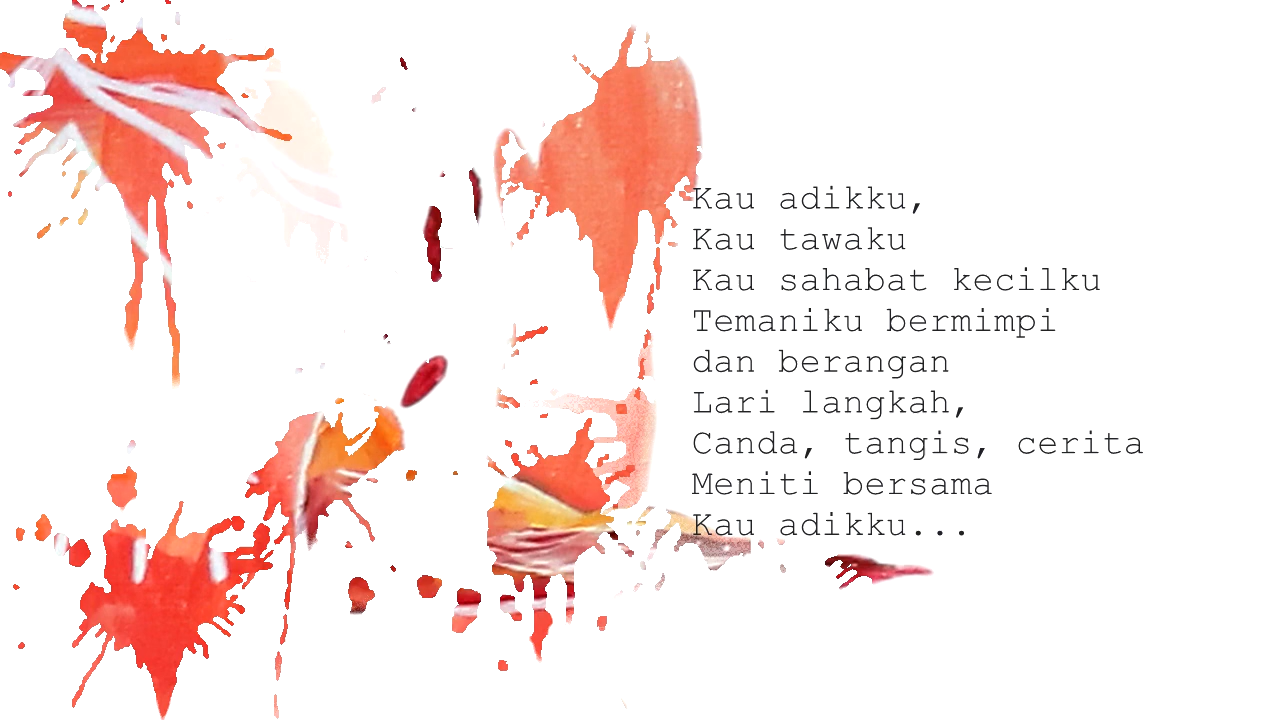 Kau adikku,
Kau tawaku
Kau sahabat kecilku
Temaniku bermimpi
dan berangan
Lari langkah,
Canda, tangis, cerita
Meniti bersama
Kau adikku...